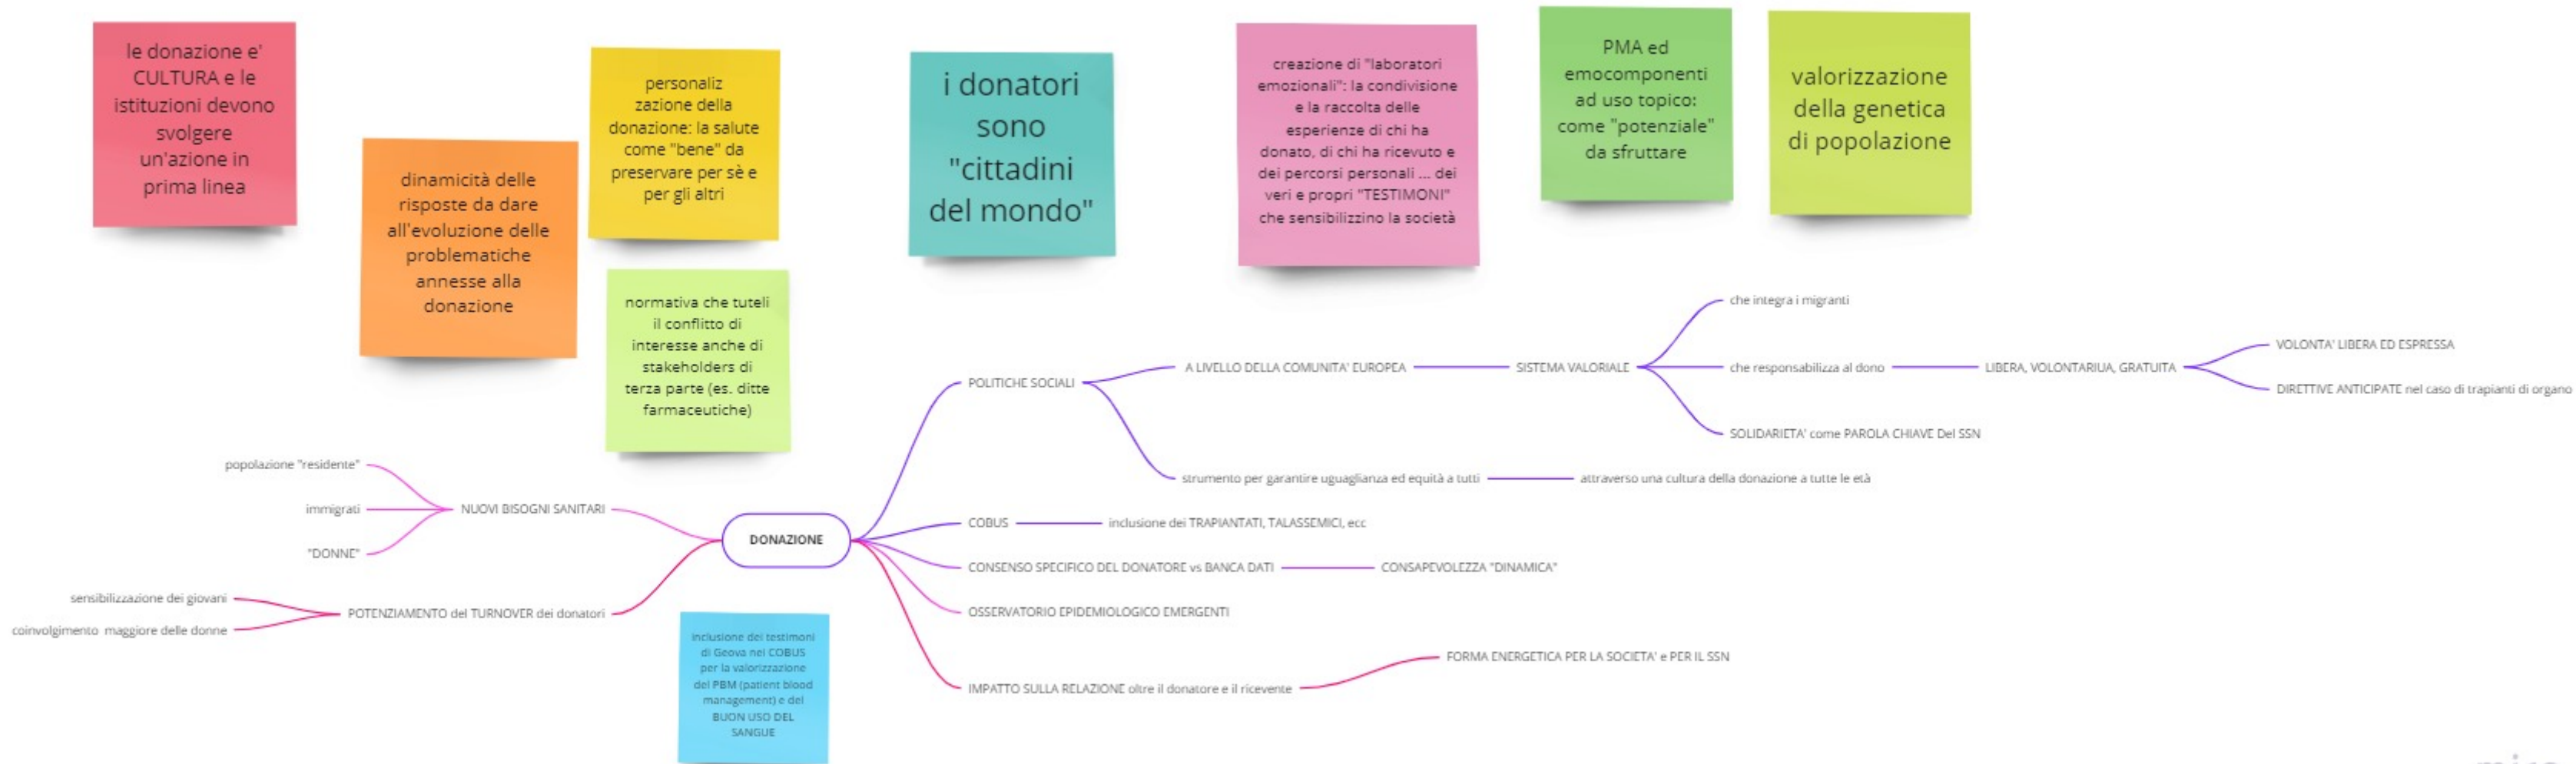 le donazione e'
CULTURA e le
istituzioni devono
svolgere
un'azione in
prima linea
dinamicità delle
risposte da dare
all'evoluzione delle
problematiche
annesse alla
donazione
personaliz
zazione della
donazione: la salute
come "bene" da
preservare per sè e
per gli altri
normativa che tuteli
il conflitto di
interesse anche di
stakeholders di
terza parte (es. ditte
farmaceutiche)
i donatori
sono
"cittadini
del mondo"
creazione di "laboratori
emozionali": la condivisione
e la raccolta delle
esperienze di chi ha
donato, di chi ha ricevuto e
dei percorsi personali ... dei
veri e propri "TESTIMONI"
che sensibilizzino la società
PMA ed
emocomponenti
ad uso topico:
come "potenziale"
da sfruttare
valorizzazione
della genetica
di popolazione
popolazione "residente"
immigrati
"DONNE"
NUOVI BISOGNI SANITARI
sensibilizzazione dei giovani
coinvolgimento maggiore delle donne
POTENZIAMENTO del TURNOVER dei donatori
DONAZIONE
POLITICHE SOCIALI
A LIVELLO DELLA COMUNITA' EUROPEA
SISTEMA VALORIALE
che integra i migranti
che responsabilizza al dono
LIBERA, VOLONTARIUA, GRATUITA
VOLONTA' LIBERA ED ESPRESSA
DIRETTIVE ANTICIPATE nel caso di trapianti di organo
SOLIDARIETA' come PAROLA CHIAVE Del SSN
strumento per garantire uguaglianza ed equità a tutti
attraverso una cultura della donazione a tutte le età
COBUS
inclusione dei TRAPIANTATI, TALASSEMICI, ecc
CONSENSO SPECIFICO DEL DONATORE vs BANCA DATI
CONSAPEVOLEZZA "DINAMICA"
OSSERVATORIO EPIDEMIOLOGICO EMERGENTI
IMPATTO SULLA RELAZIONE oltre il donatore e il ricevente
FORMA ENERGETICA PER LA SOCIETA' e PER IL SSN
inclusione dei testimoni
di Geova nei COBUS
per la valorizzazione
del PBM (patient blood
management) e del
BUON USO DEL
SANGUE